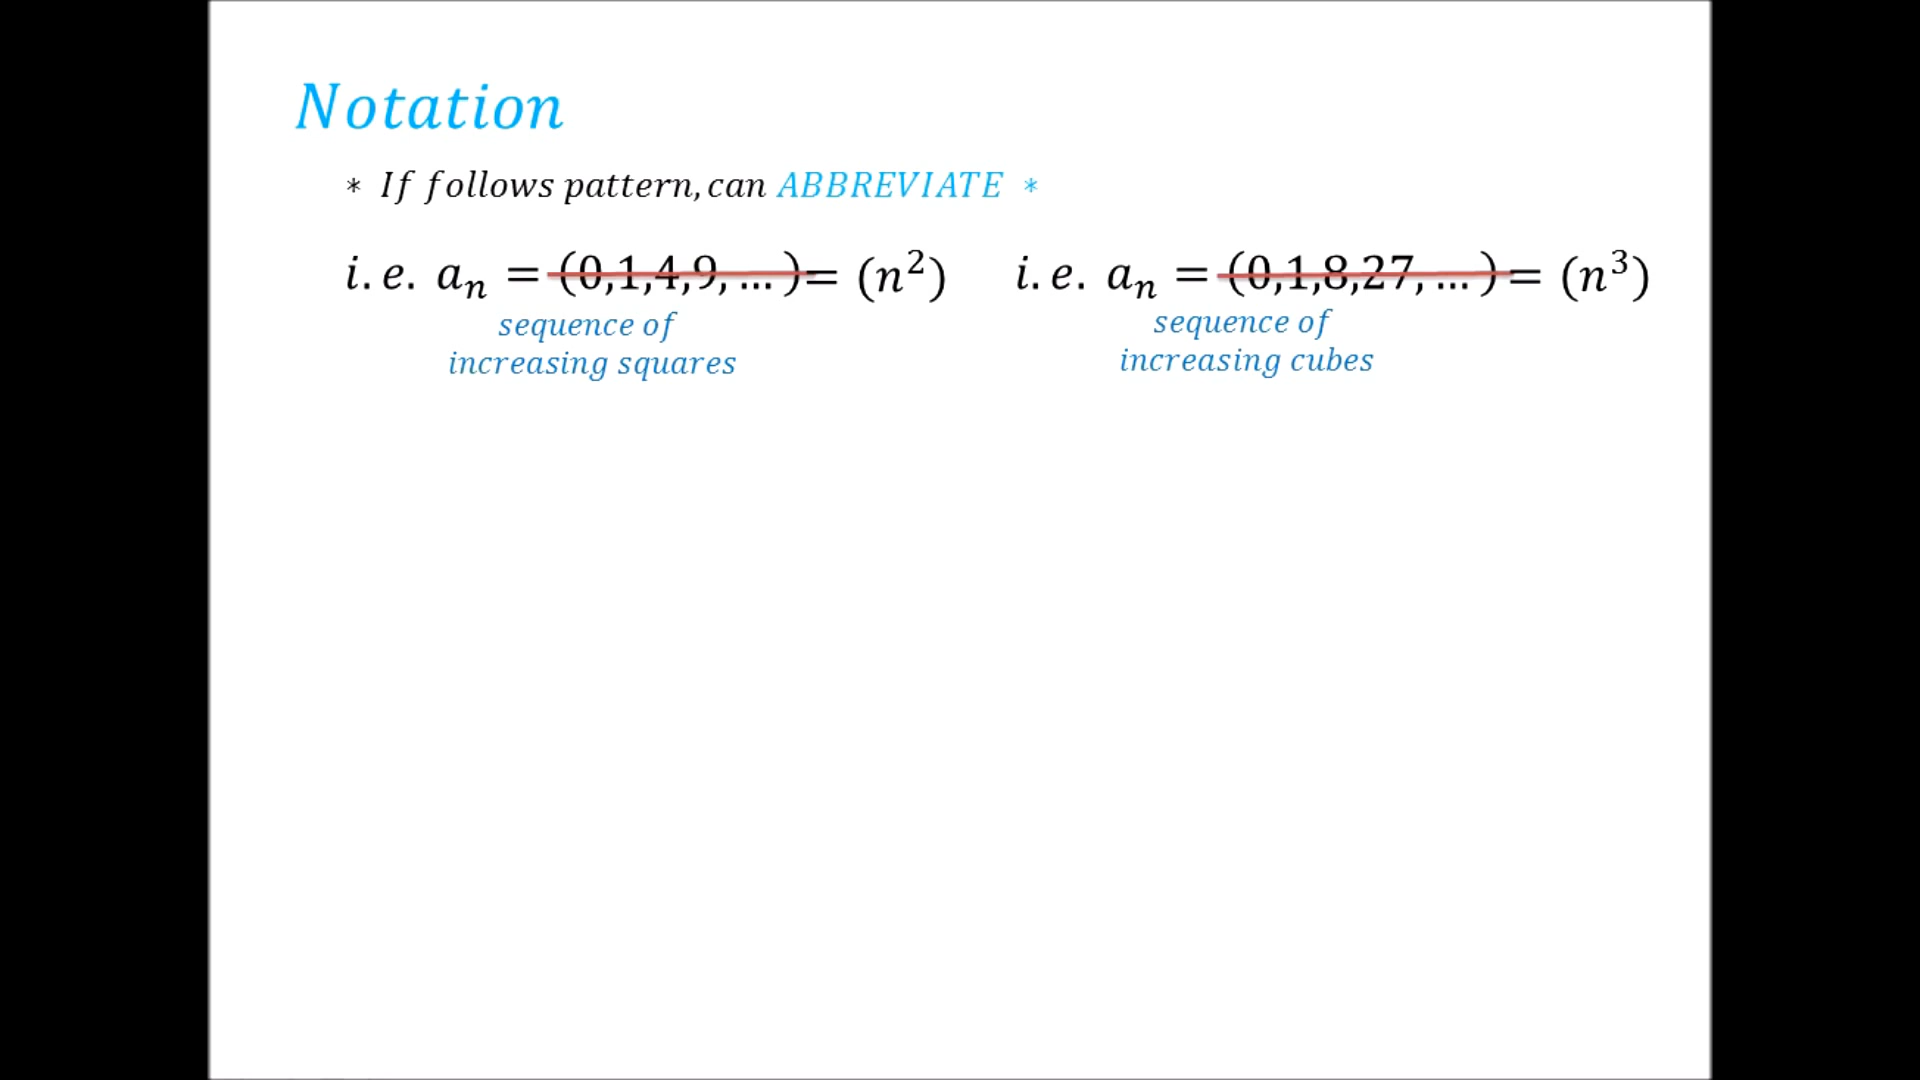 Notation
* If follows pattern, can ABBREVIATE *
i.e. aₙ = (0,1,4,9, … ) = (n²)
sequence of
increasing squares
i.e. aₙ = (0,1,8,27, … ) = (n³)
sequence of
increasing cubes